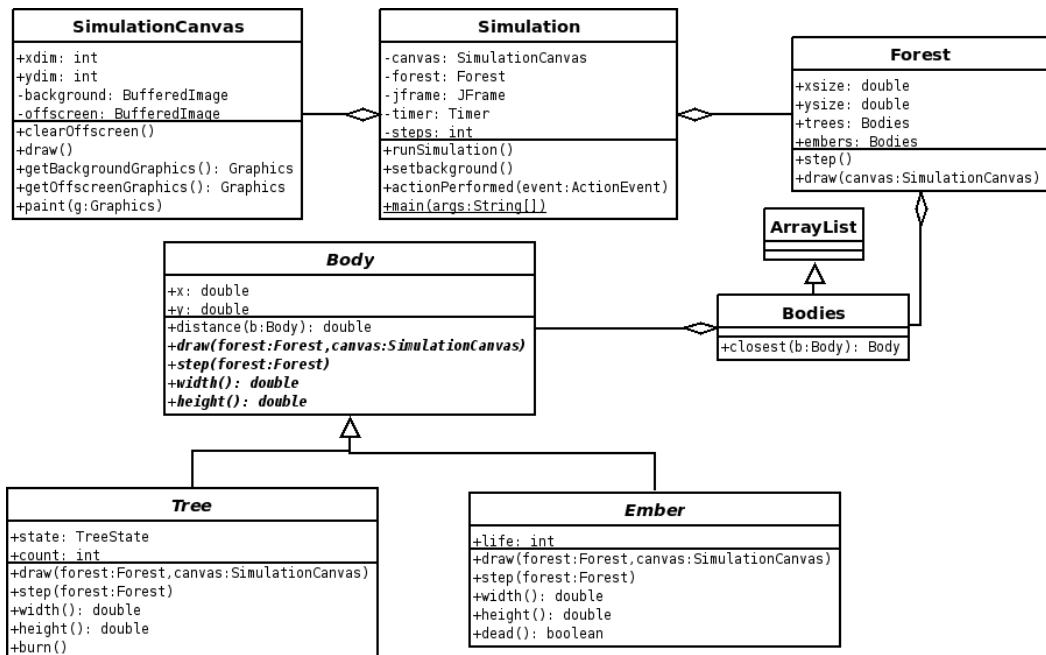 SimulationCanvas
+xdim: int
+ydim: int
-background: BufferedImage
-offscreen: BufferedImage
+clearOffscreen()
+draw()
+getBackgroundGraphics(): Graphics
+getOffscreenGraphics(): Graphics
+paint(g:Graphics)
Simulation
-canvas: SimulationCanvas
-forest: Forest
-jframe: JFrame
-timer: Timer
-steps: int
+runSimulation()
+setbackground()
+actionPerformed(event:ActionEvent)
+main(args:String[])
Forest
+xsize: double
+ysize: double
+trees: Bodies
+embers: Bodies
+step()
+draw(canvas:SimulationCanvas)
ArrayList
Body
+x: double
+y: double
+distance(b:Body): double
+draw(forest:Forest,canvas:SimulationCanvas)
+step(forest:Forest)
+width(): double
+height(): double
Bodies
+closest(b:Body): Body
Tree
+state: TreeState
+count: int
+draw(forest:Forest,canvas:SimulationCanvas)
+step(forest:Forest)
+width(): double
+height(): double
+burn()
Ember
+life: int
+draw(forest:Forest,canvas:SimulationCanvas)
+step(forest:Forest)
+width(): double
+height(): double
+dead(): boolean